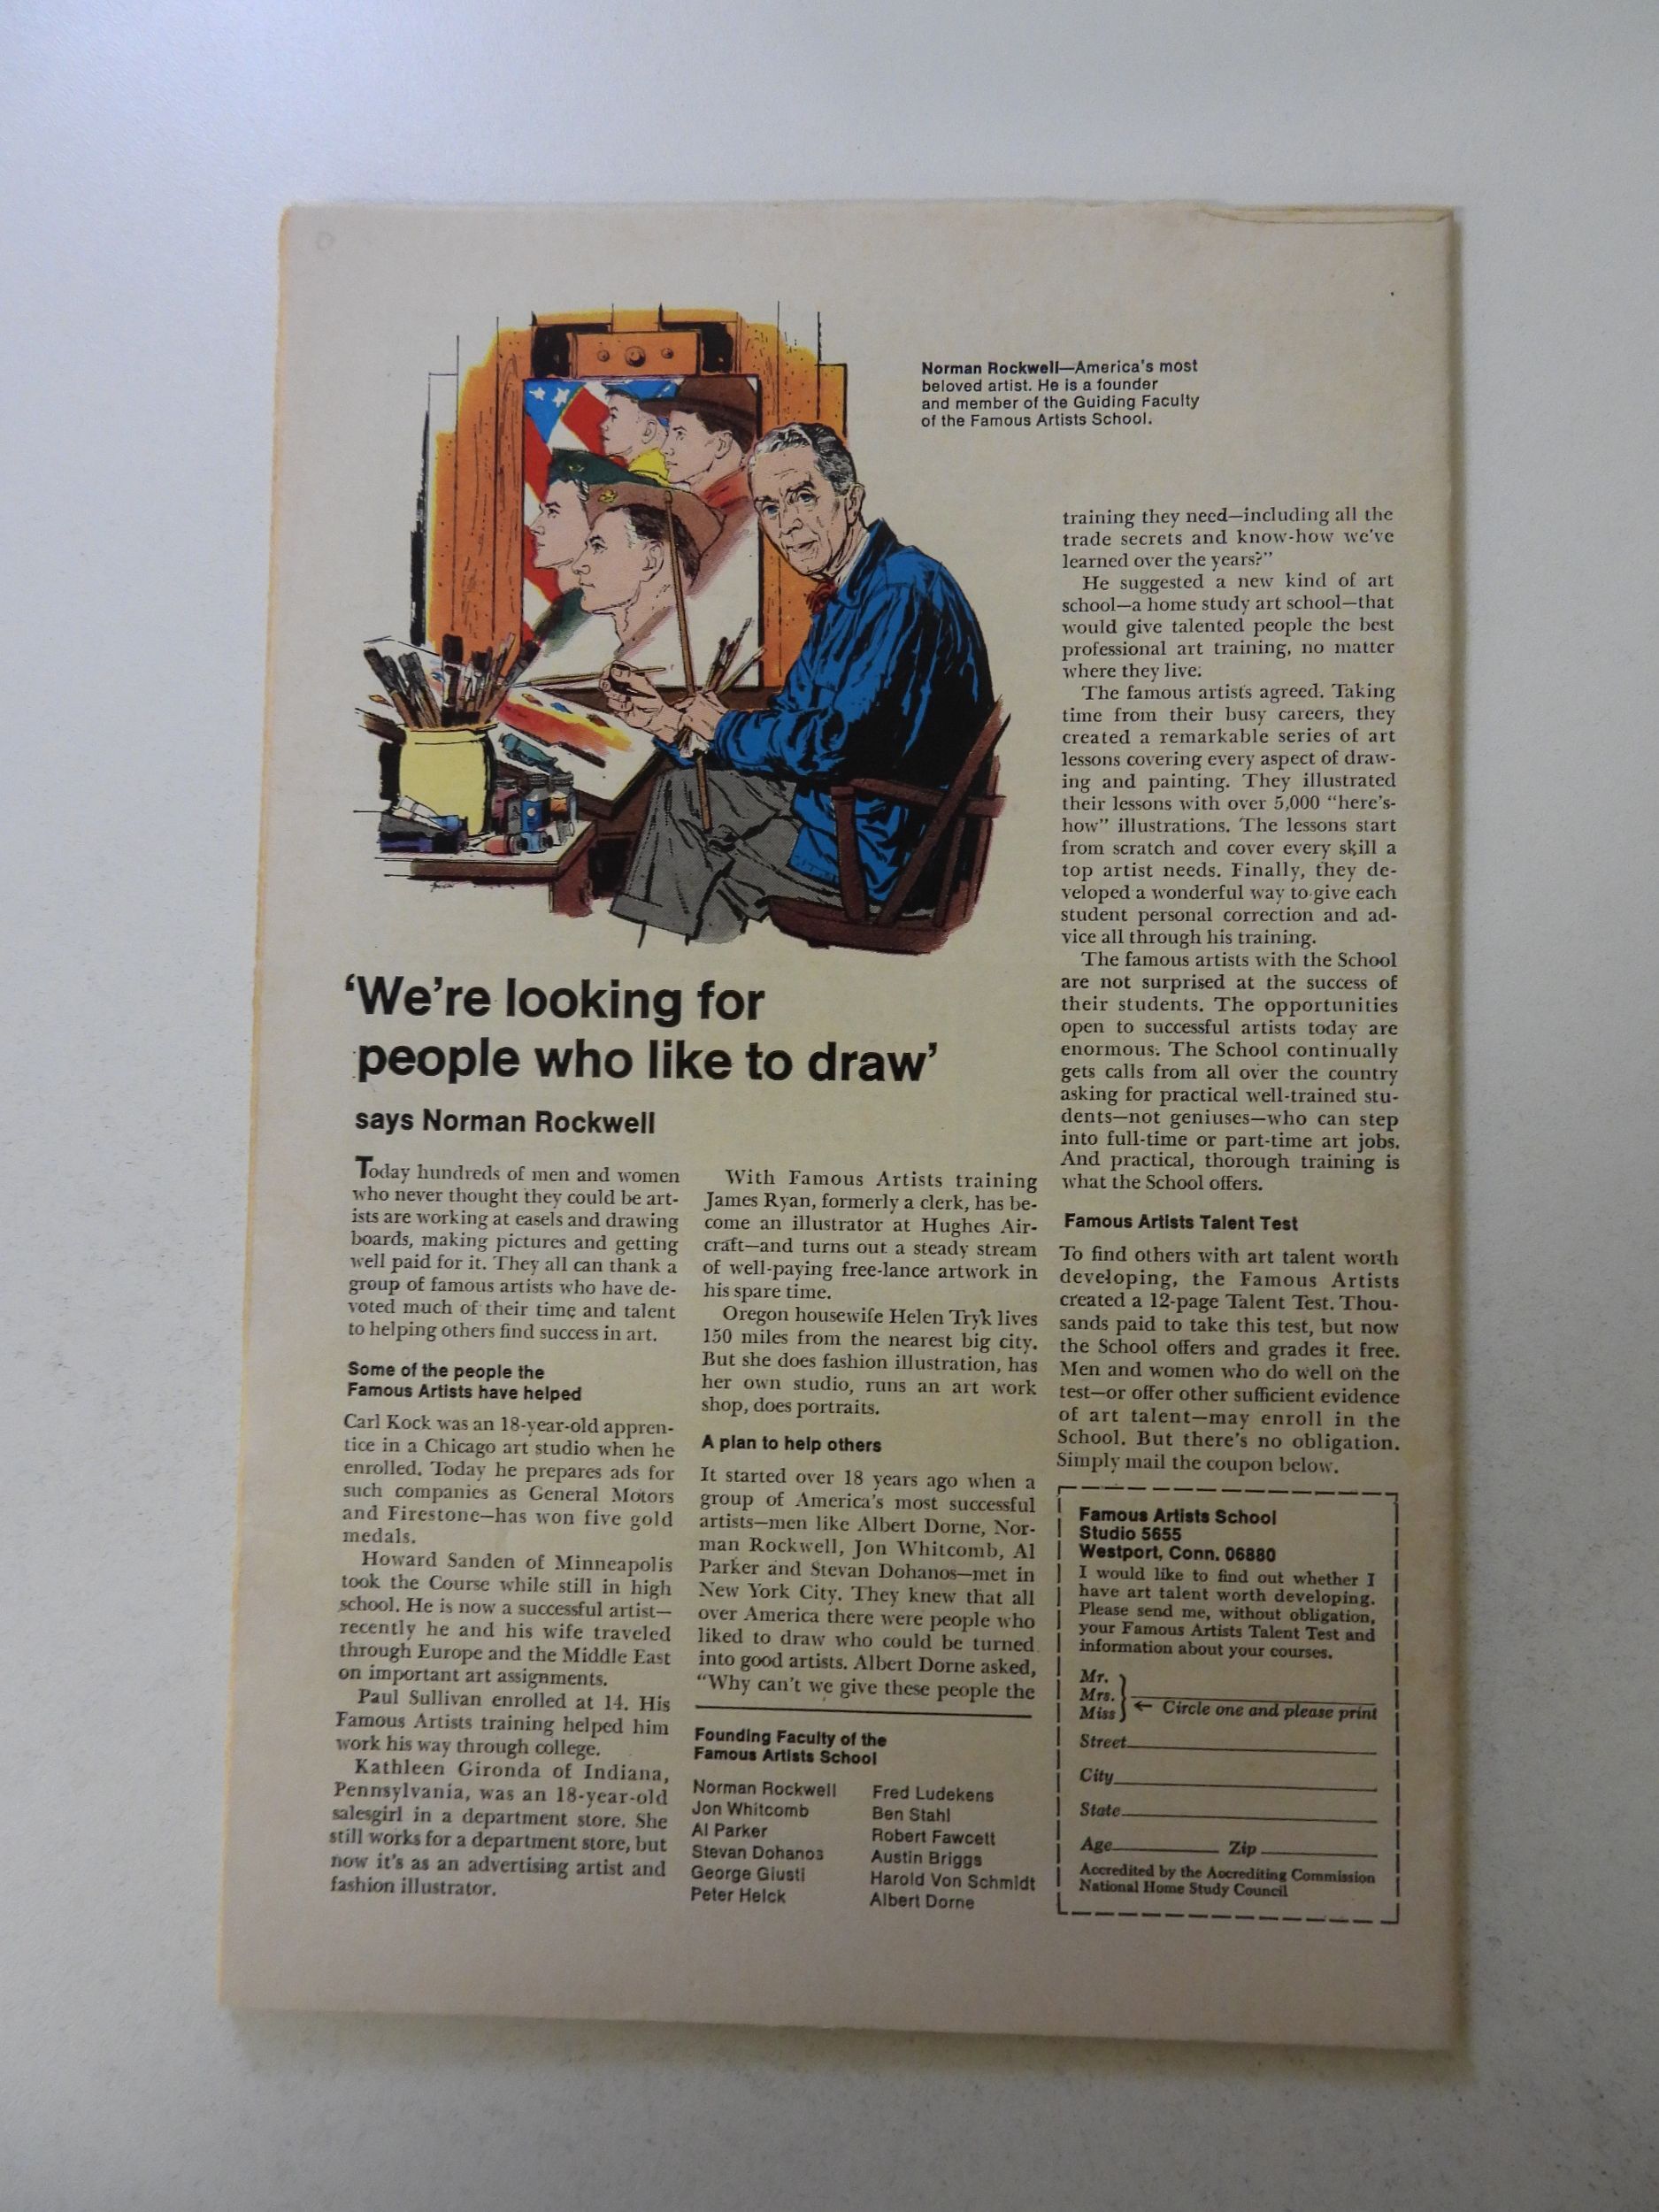 Norman Rockwell—America's most
beloved artist. He is a founder
and member of the Guiding Faculty
of the Famous Artists School.
'We're looking for
people who like to draw'
says Norman Rockwell
Today hundreds of men and women
who never thought they could be art-
ists are working at easels and drawing
boards, making pictures and getting
well paid for it. They all can thank a
group of famous artists who have de-
voted much of their time and talent
to helping others find success in art.
Some of the people the
Famous Artists have helped
Carl Kock was an 18-year-old appren-
tice in a Chicago art studio when he
enrolled. Today he prepares ads for
such companies as General Motors
and Firestone—has won five gold
medals.
Howard Sanden of Minneapolis
took the Course while still in high
school. He is now a successful artist—
recently he and his wife traveled
through Europe and the Middle East
on important art assignments.
Paul Sullivan enrolled at 14. His
Famous Artists training helped him
work his way through college.
Kathleen Gironda of Indiana,
Pennsylvania, was an 18-year-old
salesgirl in a department store. She
still works for a department store, but
now it's as an advertising artist and
fashion illustrator.
With Famous Artists training
James Ryan, formerly a clerk, has be-
come an illustrator at Hughes Air-
craft—and turns out a steady stream
of well-paying free-lance artwork in
his spare time.
Oregon housewife Helen Tryk lives
150 miles from the nearest big city.
But she does fashion illustration, has
her own studio, runs an art work
shop, does portraits.
A plan to help others
It started over 18 years ago when a
group of America's most successful
artists—men like Albert Dorne, Nor-
man Rockwell, Jon Whitcomb, Al
Parker and Stevan Dohanos—met in
New York City. They knew that all
over America there were people who
liked to draw who could be turned
into good artists. Albert Dorne asked,
"Why can't we give these people the
Founding Faculty of the
Famous Artists School
Norman Rockwell
Jon Whitcomb
Al Parker
Stevan Dohanos
George Giusti
Peter Helck
Fred Ludekens
Ben Stahl
Robert Fawcett
Austin Briggs
Harold Von Schmidt
Albert Dorne
training they need—including all the
trade secrets and know-how we've
learned over the years?"
He suggested a new kind of art
school—a home study art school—that
would give talented people the best
professional art training, no matter
where they live.
The famous artists agreed. Taking
time from their busy careers, they
created a remarkable series of art
lessons covering every aspect of draw-
ing and painting. They illustrated
their lessons with over 5,000 "here's-
how" illustrations. The lessons start
from scratch and cover every skill a
top artist needs. Finally, they de-
veloped a wonderful way to give each
student personal correction and ad-
vice all through his training.
The famous artists with the School
are not surprised at the success of
their students. The opportunities
open to successful artists today are
enormous. The School continually
gets calls from all over the country
asking for practical well-trained stu-
dents—not geniuses—who can step
into full-time or part-time art jobs.
And practical, thorough training is
what the School offers.
Famous Artists Talent Test
To find others with art talent worth
developing, the Famous Artists
created a 12-page Talent Test. Thou-
sands paid to take this test, but now
the School offers and grades it free.
Men and women who do well on the
test—or offer other sufficient evidence
of art talent—may enroll in the
School. But there's no obligation.
Simply mail the coupon below.
Famous Artists School
Studio 5655
Westport, Conn. 06880
I would like to find out whether I
have art talent worth developing.
Please send me, without obligation,
your Famous Artists Talent Test and
information about your courses.
Mr.
Mrs.
Miss ← Circle one and please print
Street
City
State
Age Zip
Accredited by the Accrediting Commission
National Home Study Council